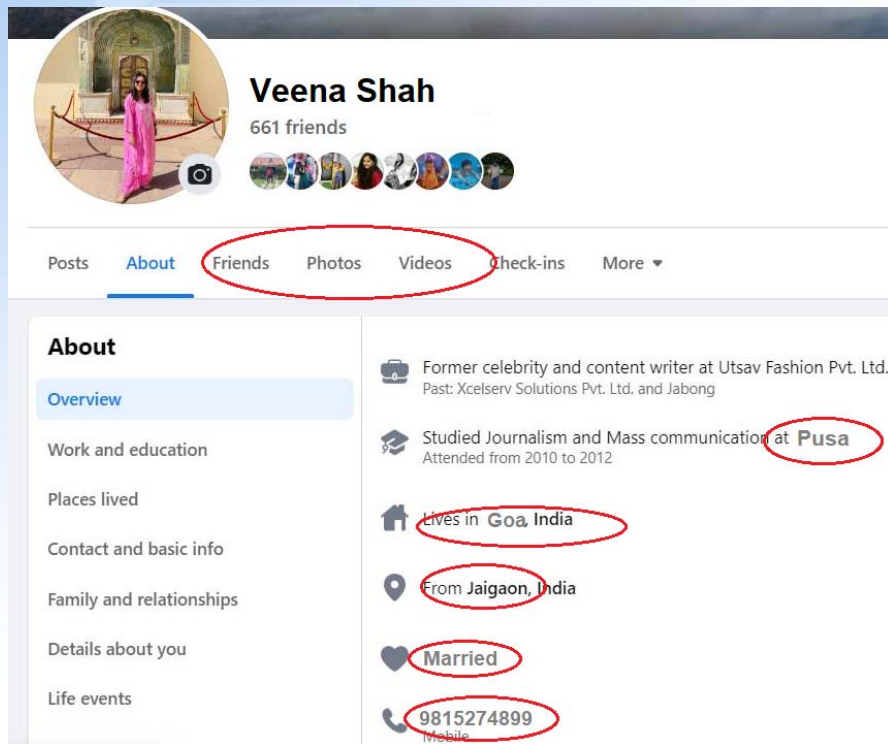 Veena Shah
661 friends
Posts About Friends Photos Videos Check-ins More
About
Overview
Work and education
Places lived
Contact and basic info
Family and relationships
Details about you
Life events
Former celebrity and content writer at Utsav Fashion Pvt. Ltd.
Past: Xcelserv Solutions Pvt. Ltd. and Jabong
Studied Journalism and Mass communication at Pusa
Attended from 2010 to 2012
Lives in Goa, India
From Jaigaon, India
Married
9815274899
Mobile